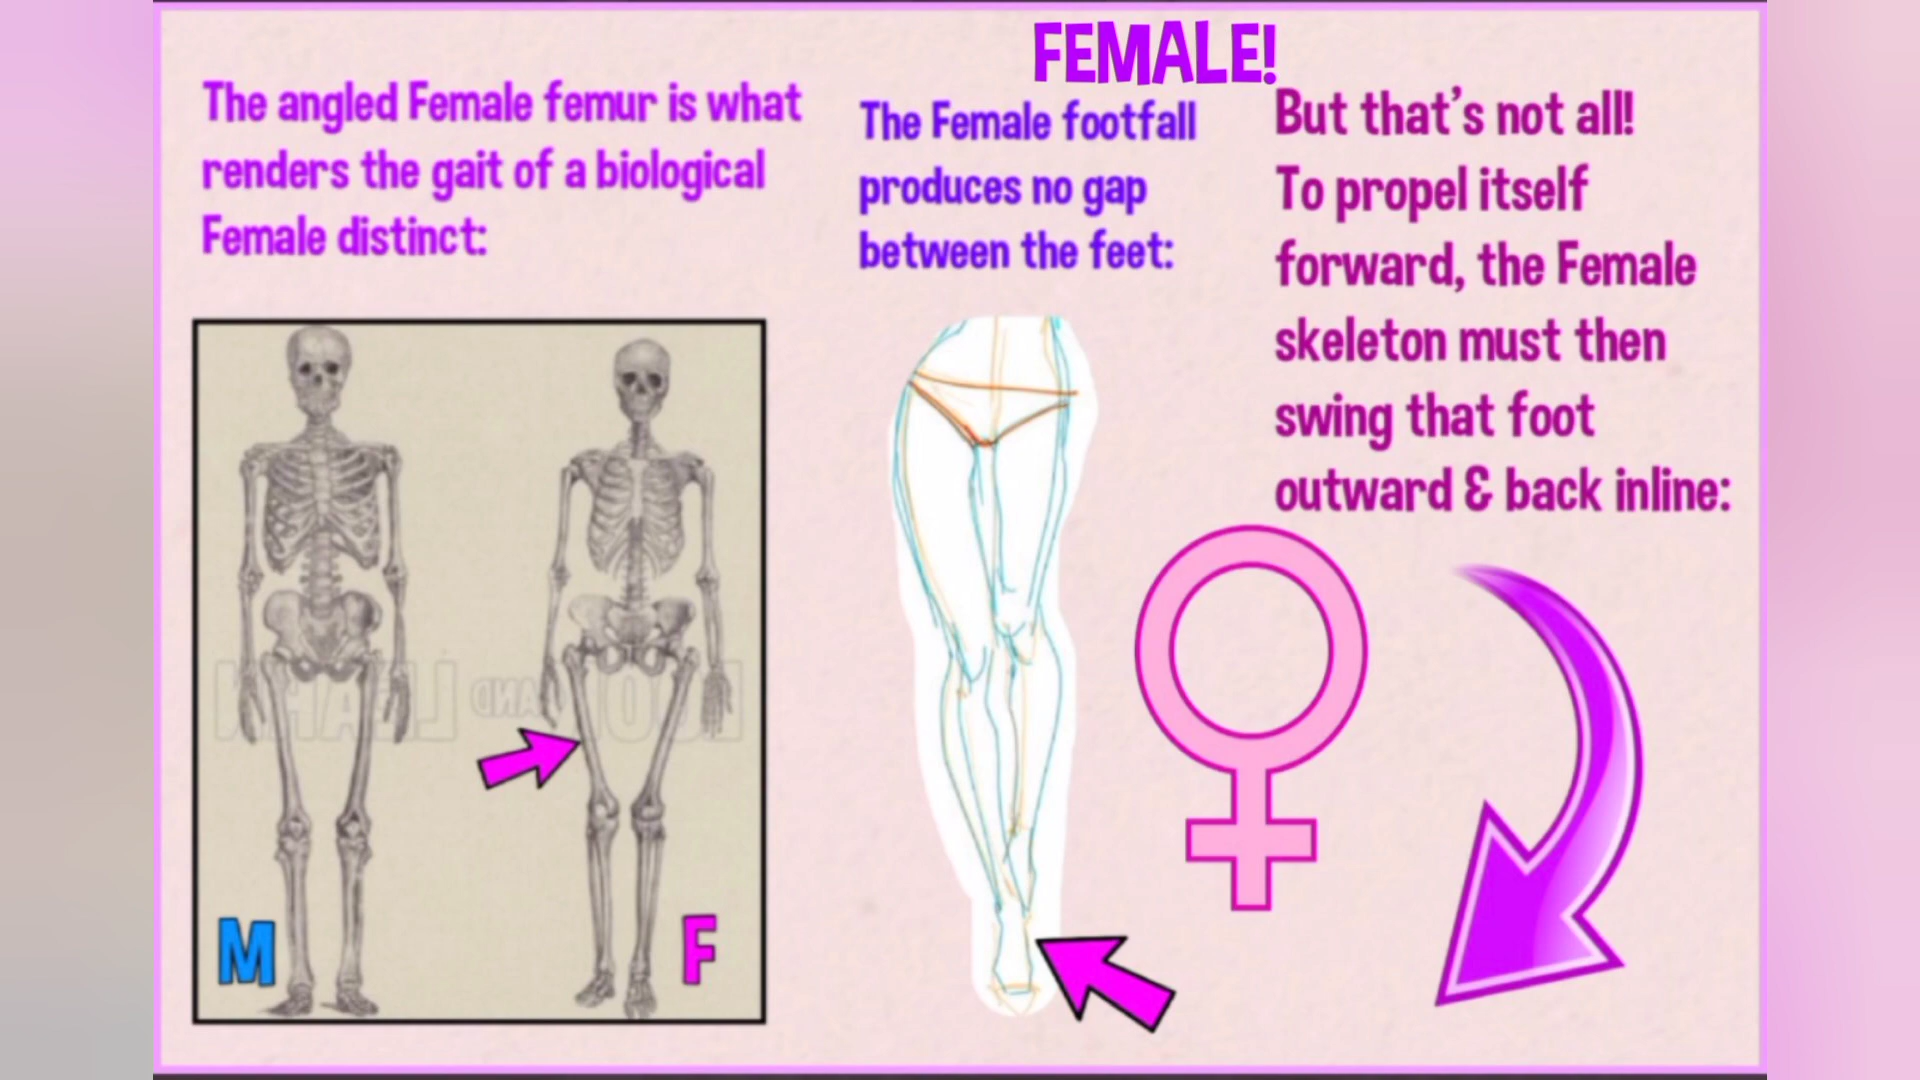 FEMALE!
The angled Female femur is what
renders the gait of a biological
Female distinct:
The Female footfall
produces no gap
between the feet:
But that's not all!
To propel itself
forward, the Female
skeleton must then
swing that foot
outward & back inline:
M
F